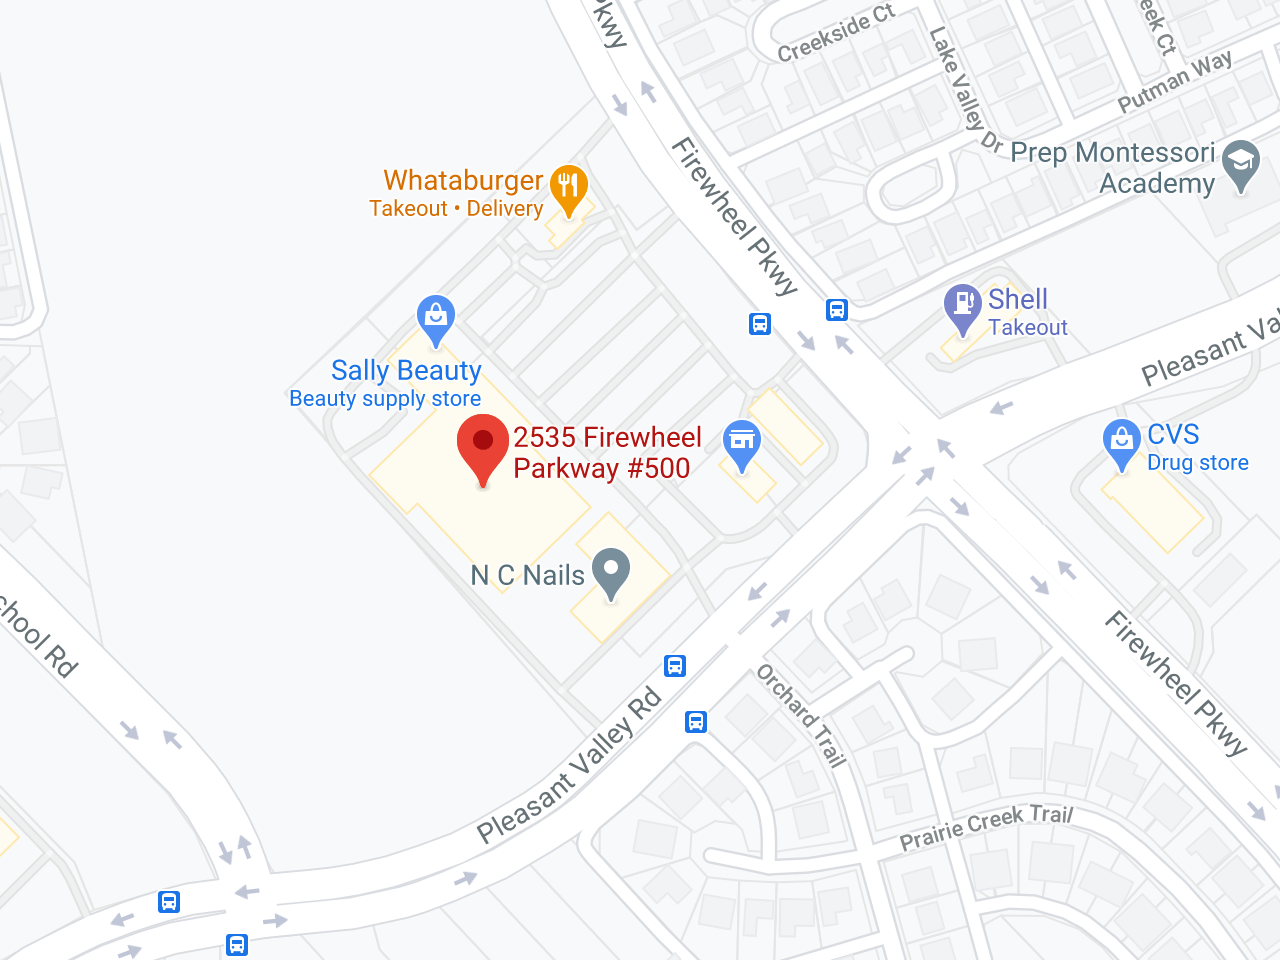 Pkwy
Creekside Ct
Lake Valley Dr
Putman Way
Prep Montessori
Academy
Firewheel Pkwy
Whataburger
Takeout • Delivery
Shell
Takeout
Pleasant
Sally Beauty
Beauty supply store
2535 Firewheel
Parkway #500
CVS
Drug store
N C Nails
Firewheel Pkwy
Rd
Orchard Trail
Pleasant Valley Rd
Prairie Creek Trail